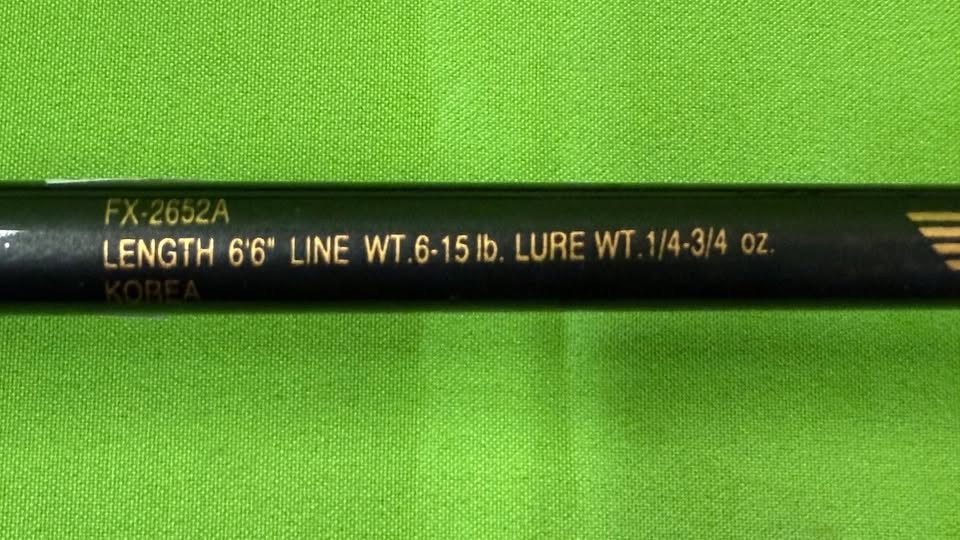 FX-2652A
LENGTH 6'6" LINE WT.6-15 lb. LURE WT.1/4-3/4 oz.
KOREA